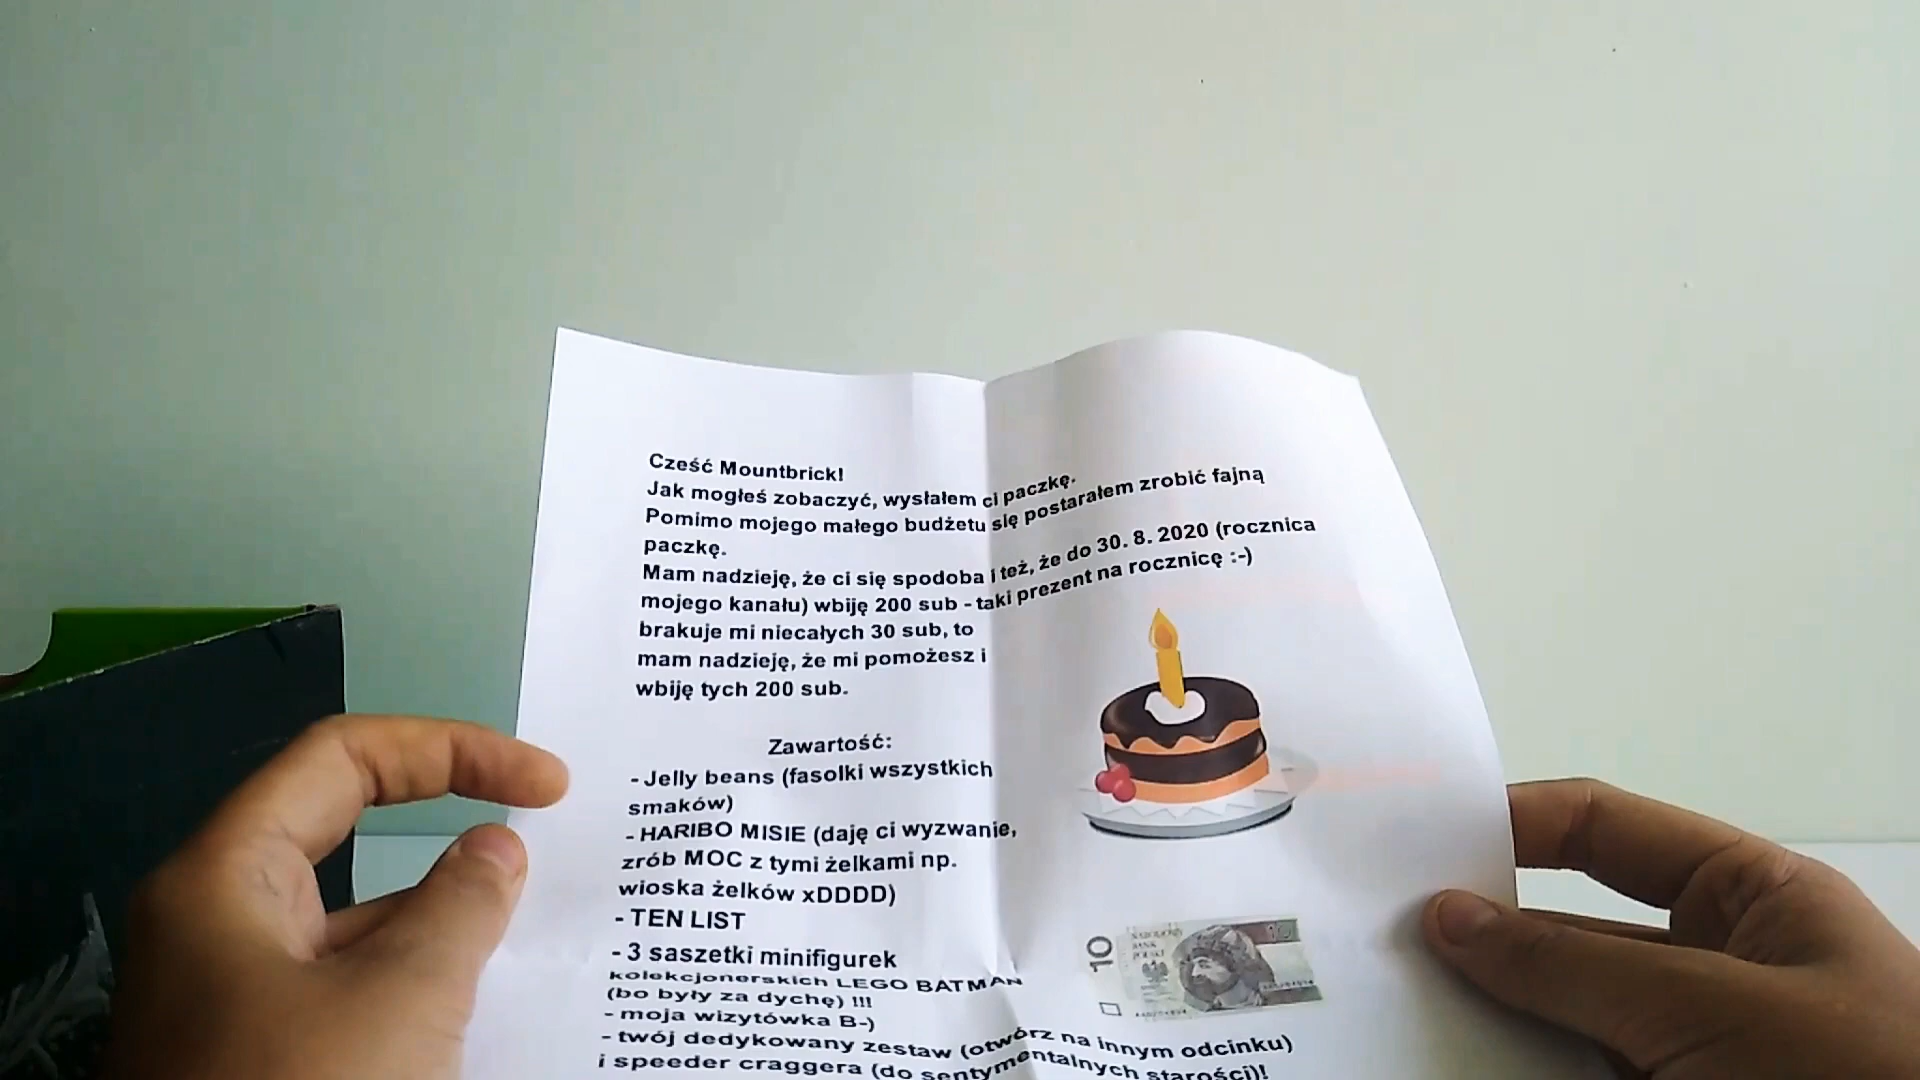 Cześć Mountbrick!
Jak mogłeś zobaczyć, wysłałem ci paczkę.
Pomimo mojego małego budżetu się postarałem zrobić fajną
paczkę.
Mam nadzieję, że ci się spodoba i też, że do 30. 8. 2020 (rocznica
mojego kanału) wbiję 200 sub - taki prezent na rocznicę :-)
brakuje mi niecałych 30 sub, to
mam nadzieję, że mi pomożesz i
wbiję tych 200 sub.
Zawartość:
- Jelly beans (fasolki wszystkich
smaków)
- HARIBO MISIE (daję ci wyzwanie,
zrób MOC z tymi żelkami np.
wioska żelków xDDDD)
- TEN LIST
- 3 saszetki minifigurek
kolekcjonerskich LEGO BATMAN
(bo były za dychę) !!!
- moja wizytówka B-)
- twój dedykowany zestaw (otwórz na innym odcinku)
i speeder craggera (do sentymentalnych starości)!
10
NARODOWY
BANK
POLSKI
10